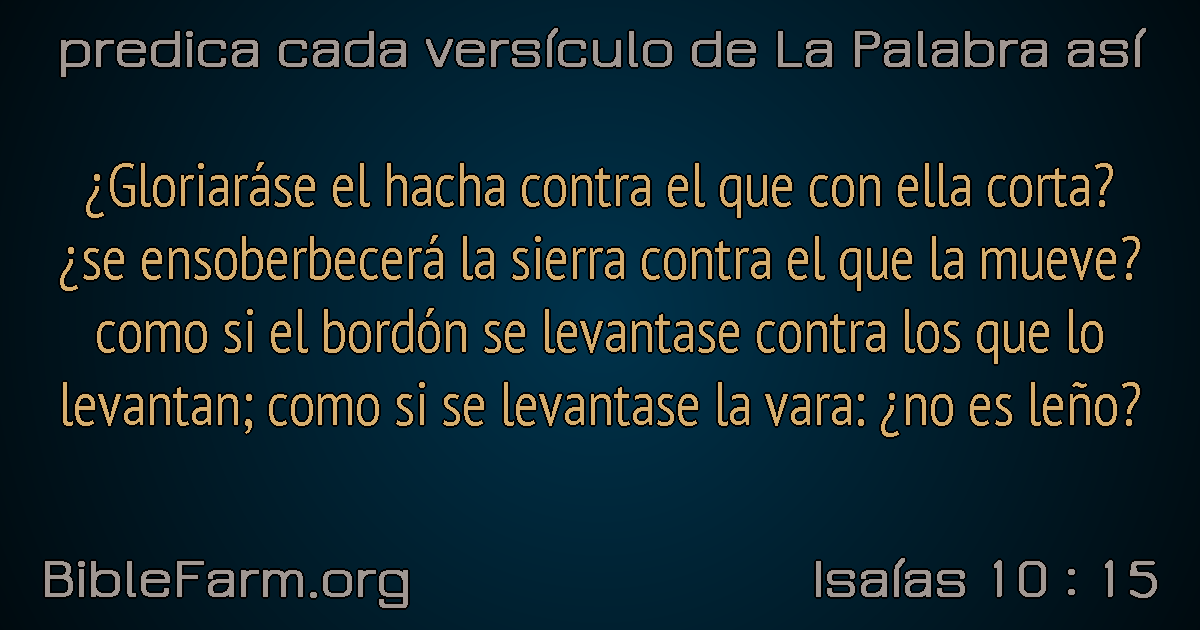 predica cada versículo de La Palabra así
¿Gloriaráse el hacha contra el que con ella corta?
¿se ensoberbecerá la sierra contra el que la mueve?
como si el bordón se levantase contra los que lo
levantan; como si se levantase la vara: ¿no es leño?
BibleFarm.org
Isaías 10 : 15